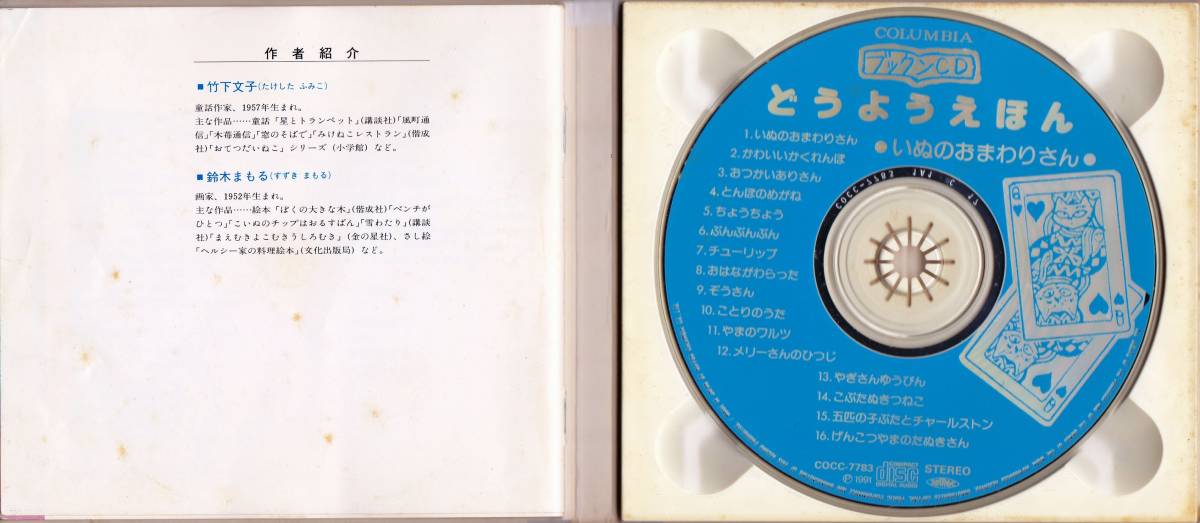 作者紹介
■竹下文子(たけした ふみこ)
童話作家、1957年生まれ。
主な作品……童話「星とトランペット」(講談社)「風町通
信」「木苺通信」「窓のそばで」「みけねこレストラン」(偕成
社)「おてつだいねこ」シリーズ(小学館)など。
■鈴木まもる(すずき まもる)
画家、1952年生まれ。
主な作品……絵本「ぼくの大きな木」(偕成社)「ベンチが
ひとつ」「こいぬのチップはおるすばん」「雪わたり」(講談
社)「まえむきよこむきうしろむき」(金の星社)、さし絵
「ヘルシー家の料理絵本」(文化出版局)など。
COLUMBIA
ブックンCD
どうようえほん
●いぬのおまわりさん●
1.いぬのおまわりさん
2.かわいいかくれんぼ
3.おつかいありさん
4.とんぼのめがね
5.ちょうちょう
6.ぶんぶんぶん
7.チューリップ
8.おはながわらった
9.ぞうさん
10.ことりのうた
11.やまのワルツ
12.メリーさんのひつじ
13.やぎさんゆうびん
14.こぶたぬきつねこ
15.五匹の子ぶたとチャールストン
16.げんこつやまのたぬきさん
COCC-7783
COMPACT
disc
DIGITAL AUDIO
STEREO
Ⓟ1991
COCC-7783